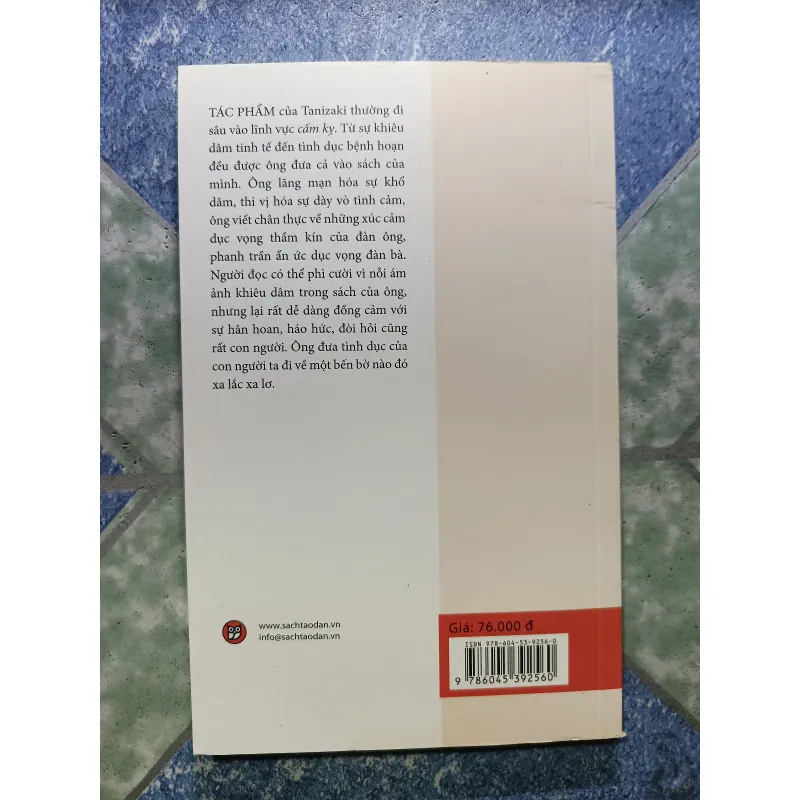 TÁC PHẨM của Tanizaki thường đi
sâu vào lĩnh vực cấm kỵ. Từ sự khiêu
dâm tinh tế đến tình dục bệnh hoạn
đều được ông đưa cả vào sách của
mình. Ông lãng mạn hóa sự khổ
dâm, thi vị hóa sự dày vò tình cảm,
ông viết chân thực về những xúc cảm
dục vọng thầm kín của đàn ông,
phanh trần ẩn ức dục vọng đàn bà.
Người đọc có thể phì cười vì nỗi ám
ảnh khiêu dâm trong sách của ông,
nhưng lại rất dễ dàng đồng cảm với
sự hân hoan, háo hức, đòi hỏi cũng
rất con người. Ông đưa tình dục của
con người ta đi về một bến bờ nào đó
xa lắc xa lơ.
www.sachtaodan.vn
info@sachtaodan.vn
Giá: 76.000 đ
ISBN 978-604-53-9256-0
9 786045 392560